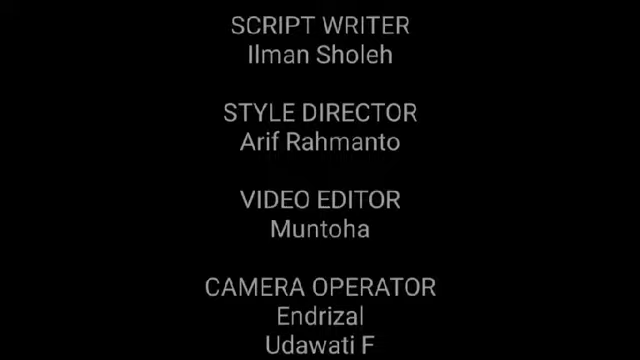 SCRIPT WRITER
Ilman Sholeh
STYLE DIRECTOR
Arif Rahmanto
VIDEO EDITOR
Muntoha
CAMERA OPERATOR
Endrizal
Udawati F